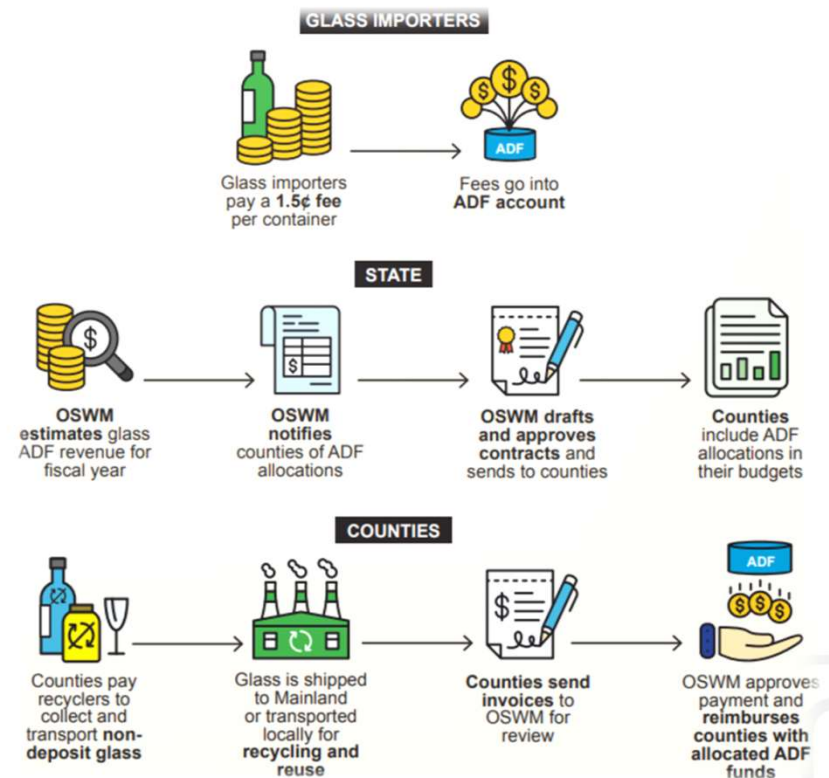 GLASS IMPORTERS
$ $ $
ADF
Glass importers
pay a 1.5¢ fee
per container
Fees go into
ADF account
STATE
$
$
OSWM
estimates glass
ADF revenue for
fiscal year
OSWM
notifies
counties of ADF
allocations
OSWM drafts
and approves
contracts and
sends to counties
Counties
include ADF
allocations in
their budgets
COUNTIES
$
ADF
$ $ $
Counties pay
recyclers to
collect and
transport non-
deposit glass
Glass is shipped
to Mainland
or transported
locally for
recycling and
reuse
Counties send
invoices to
OSWM for
review
OSWM approves
payment and
reimburses
counties with
allocated ADF
funds